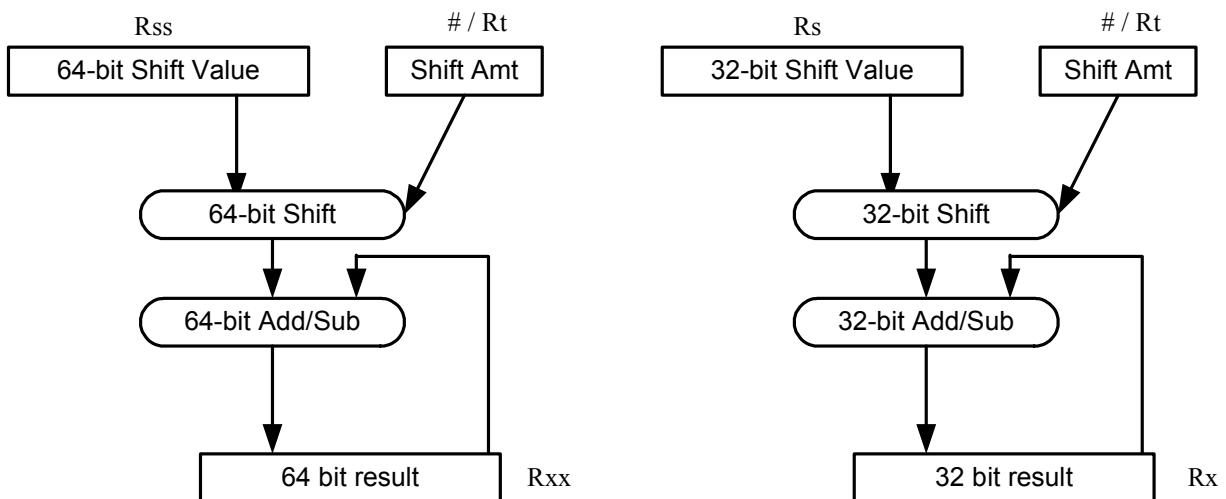 Rss
# / Rt
64-bit Shift Value
Shift Amt
64-bit Shift
64-bit Add/Sub
64 bit result
Rxx
Rs
# / Rt
32-bit Shift Value
Shift Amt
32-bit Shift
32-bit Add/Sub
32 bit result
Rx